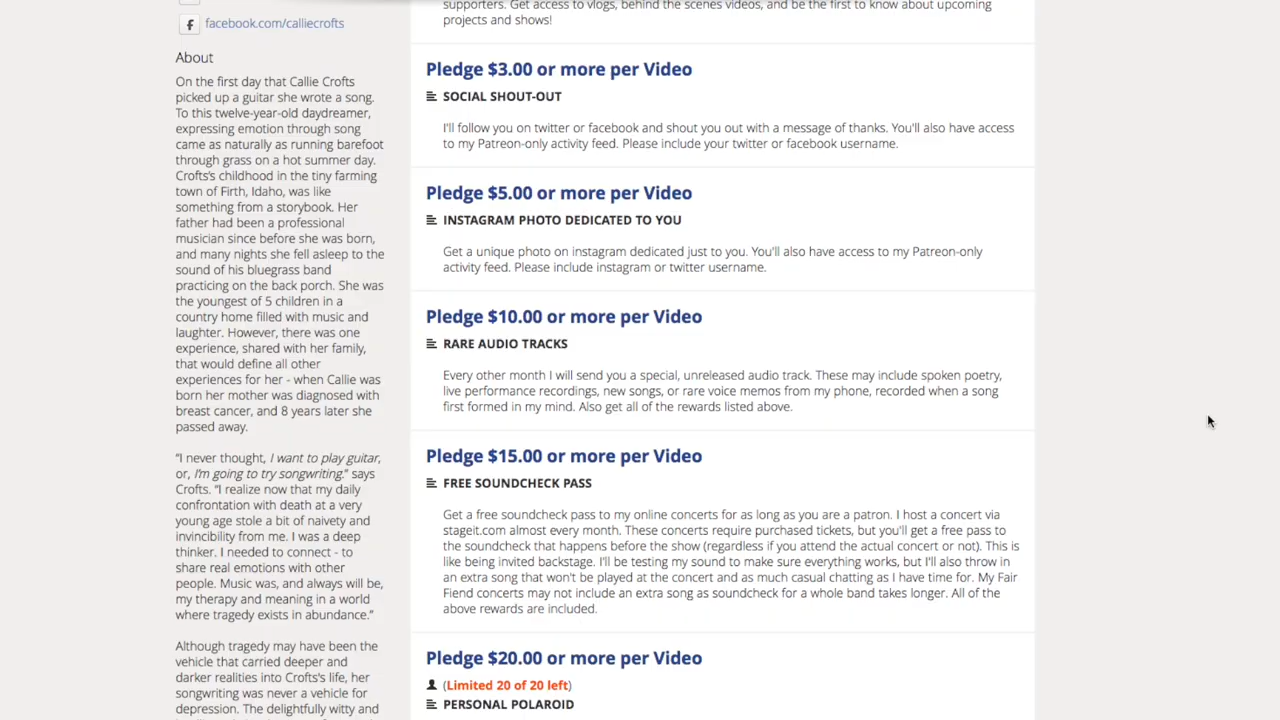 facebook.com/calliecrofts
About
On the first day that Callie Crofts
picked up a guitar she wrote a song.
To this twelve-year-old daydreamer,
expressing emotion through song
came as naturally as running barefoot
through grass on a hot summer day.
Crofts's childhood in the tiny farming
town of Firth, Idaho, was like
something from a storybook. Her
father had been a professional
musician since before she was born,
and many nights she fell asleep to the
sound of his bluegrass band
practicing on the back porch. She was
the youngest of 5 children in a
country home filled with music and
laughter. However, there was one
experience, shared with her family,
that would define all other
experiences for her - when Callie was
born her mother was diagnosed with
breast cancer, and 8 years later she
passed away.
"I never thought, I want to play guitar,
or, I'm going to try songwriting." says
Crofts. "I realize now that my daily
confrontation with death at a very
young age stole a bit of naivety and
invincibility from me. I was a deep
thinker. I needed to connect - to
share real emotions with other
people. Music was, and always will be,
my therapy and meaning in a world
where tragedy exists in abundance."
Although tragedy may have been the
vehicle that carried deeper and
darker realities into Crofts's life, her
songwriting was never a vehicle for
depression. The delightfully witty and
supporters. Get access to vlogs, behind the scenes videos, and be the first to know about upcoming
projects and shows!
Pledge $3.00 or more per Video
SOCIAL SHOUT-OUT
I'll follow you on twitter or facebook and shout you out with a message of thanks. You'll also have access
to my Patreon-only activity feed. Please include your twitter or facebook username.
Pledge $5.00 or more per Video
INSTAGRAM PHOTO DEDICATED TO YOU
Get a unique photo on instagram dedicated just to you. You'll also have access to my Patreon-only
activity feed. Please include instagram or twitter username.
Pledge $10.00 or more per Video
RARE AUDIO TRACKS
Every other month I will send you a special, unreleased audio track. These may include spoken poetry,
live performance recordings, new songs, or rare voice memos from my phone, recorded when a song
first formed in my mind. Also get all of the rewards listed above.
Pledge $15.00 or more per Video
FREE SOUNDCHECK PASS
Get a free soundcheck pass to my online concerts for as long as you are a patron. I host a concert via
stageit.com almost every month. These concerts require purchased tickets, but you'll get a free pass to
the soundcheck that happens before the show (regardless if you attend the actual concert or not). This is
like being invited backstage. I'll be testing my sound to make sure everything works, but I'll also throw in
an extra song that won't be played at the concert and as much casual chatting as I have time for. My Fair
Fiend concerts may not include an extra song as soundcheck for a whole band takes longer. All of the
above rewards are included.
Pledge $20.00 or more per Video
(Limited 20 of 20 left)
PERSONAL POLAROID